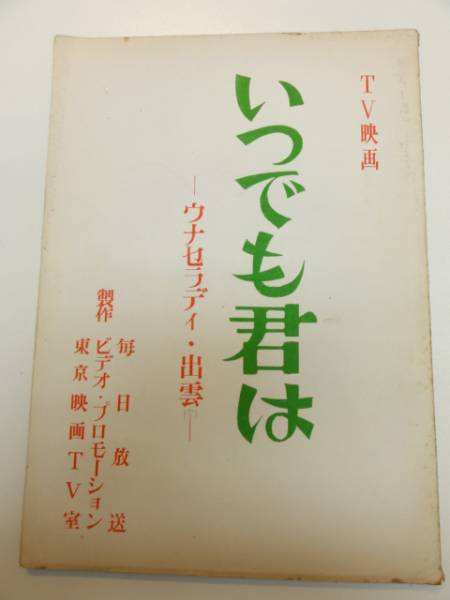 TV映画
いつでも君は
―ウナセラディ・出雲―
製作
毎日放送
ビデオ・プロモーション
東京映画TV室